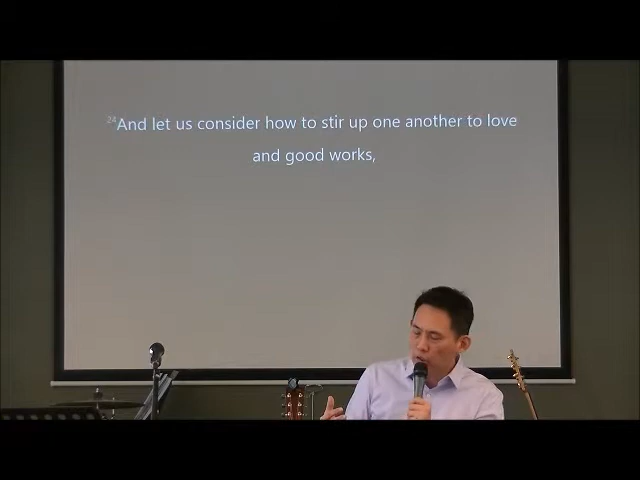 24And let us consider how to stir up one another to love
and good works,